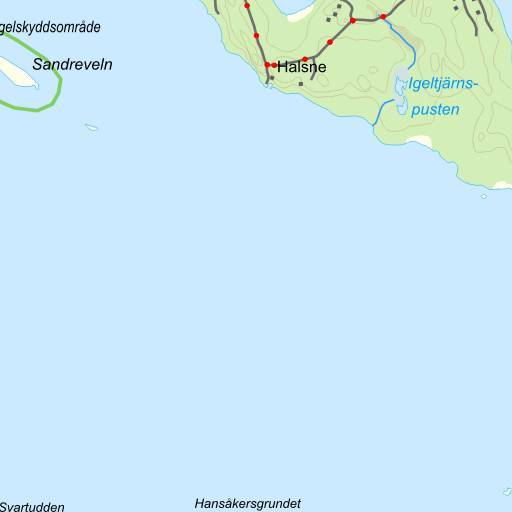 gelskyddsområde
Sandreveln
Halsne
Igeltjärns-
pusten
Hansåkersgrundet
Svartudden